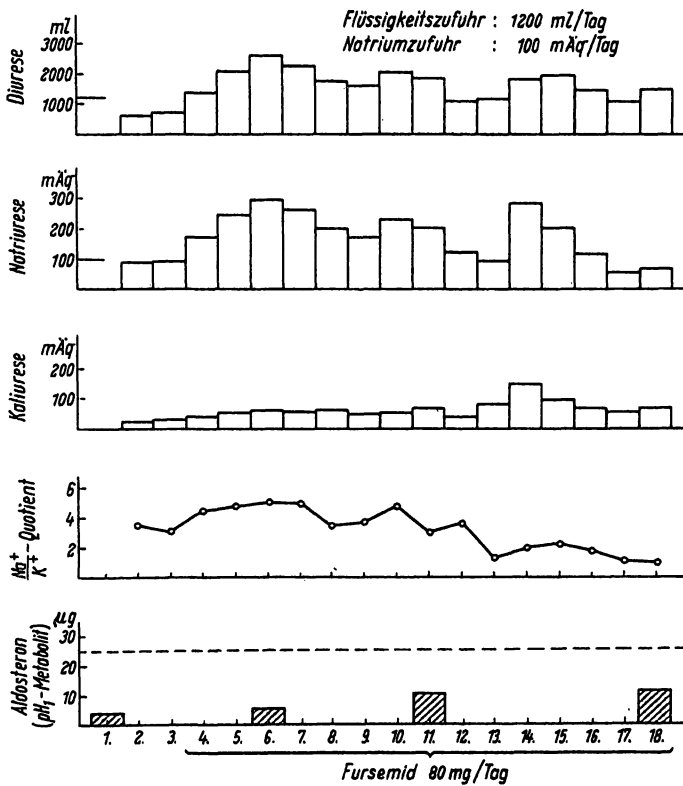 Flüssigkeitszufuhr : 1200 ml/Tag
Natriumzufuhr : 100 mÄq/Tag
Diurese
ml
3000
2000
1000
Natriurese
mÄq
300
200
100
Kaliurese
mÄq
200
100
Na+/K+-Quotient
6
4
2
Aldosteron
(pH1-Metabolit)
µg
30
20
10
1. 2. 3. 4. 5. 6. 7. 8. 9. 10. 11. 12. 13. 14. 15. 16. 17. 18.
Fursemid 80 mg/Tag